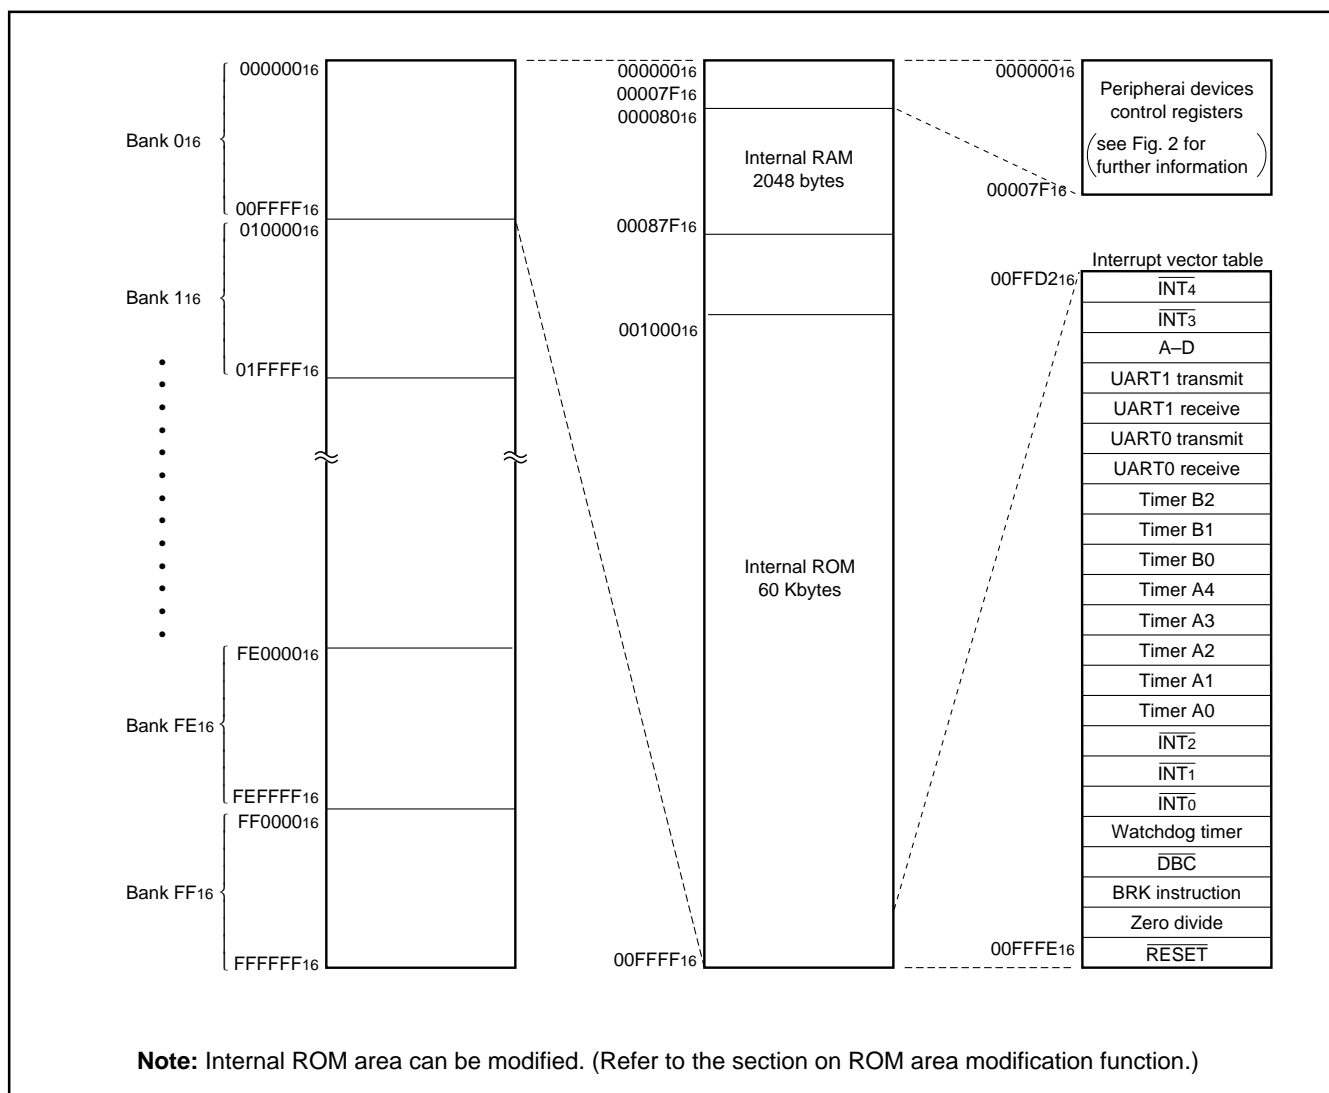 000000₁₆
Bank 0₁₆
00FFFF₁₆
010000₁₆
Bank 1₁₆
01FFFF₁₆
FE0000₁₆
Bank FE₁₆
FEFFFF₁₆
FF0000₁₆
Bank FF₁₆
FFFFFF₁₆
000000₁₆
00007F₁₆
000080₁₆
Internal RAM
2048 bytes
00087F₁₆
001000₁₆
Internal ROM
60 Kbytes
00FFFF₁₆
000000₁₆
Peripherai devices
control registers
(see Fig. 2 for
further information)
00007F₁₆
Interrupt vector table
00FFD2₁₆
INT4
INT3
A–D
UART1 transmit
UART1 receive
UART0 transmit
UART0 receive
Timer B2
Timer B1
Timer B0
Timer A4
Timer A3
Timer A2
Timer A1
Timer A0
INT2
INT1
INT0
Watchdog timer
DBC
BRK instruction
Zero divide
00FFFE₁₆
RESET
Note: Internal ROM area can be modified. (Refer to the section on ROM area modification function.)